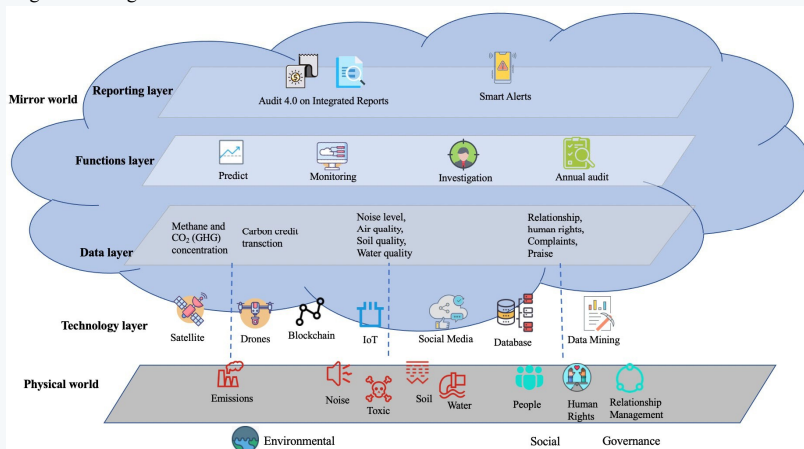 Reporting layer
Mirror world
Audit 4.0 on Integrated Reports
Smart Alerts
Functions layer
Predict
Monitoring
Investigation
Annual audit
Data layer
Methane and
CO₂ (GHG)
concentration
Carbon credit
transction
Noise level,
Air quality,
Soil quality,
Water quality
Relationship,
human rights,
Complaints,
Praise
Technology layer
Satellite
Drones
Blockchain
IoT
Social Media
Database
Data Mining
Physical world
Emissions
Noise
Toxic
Soil
Water
People
Human
Rights
Relationship
Management
Environmental
Social
Governance